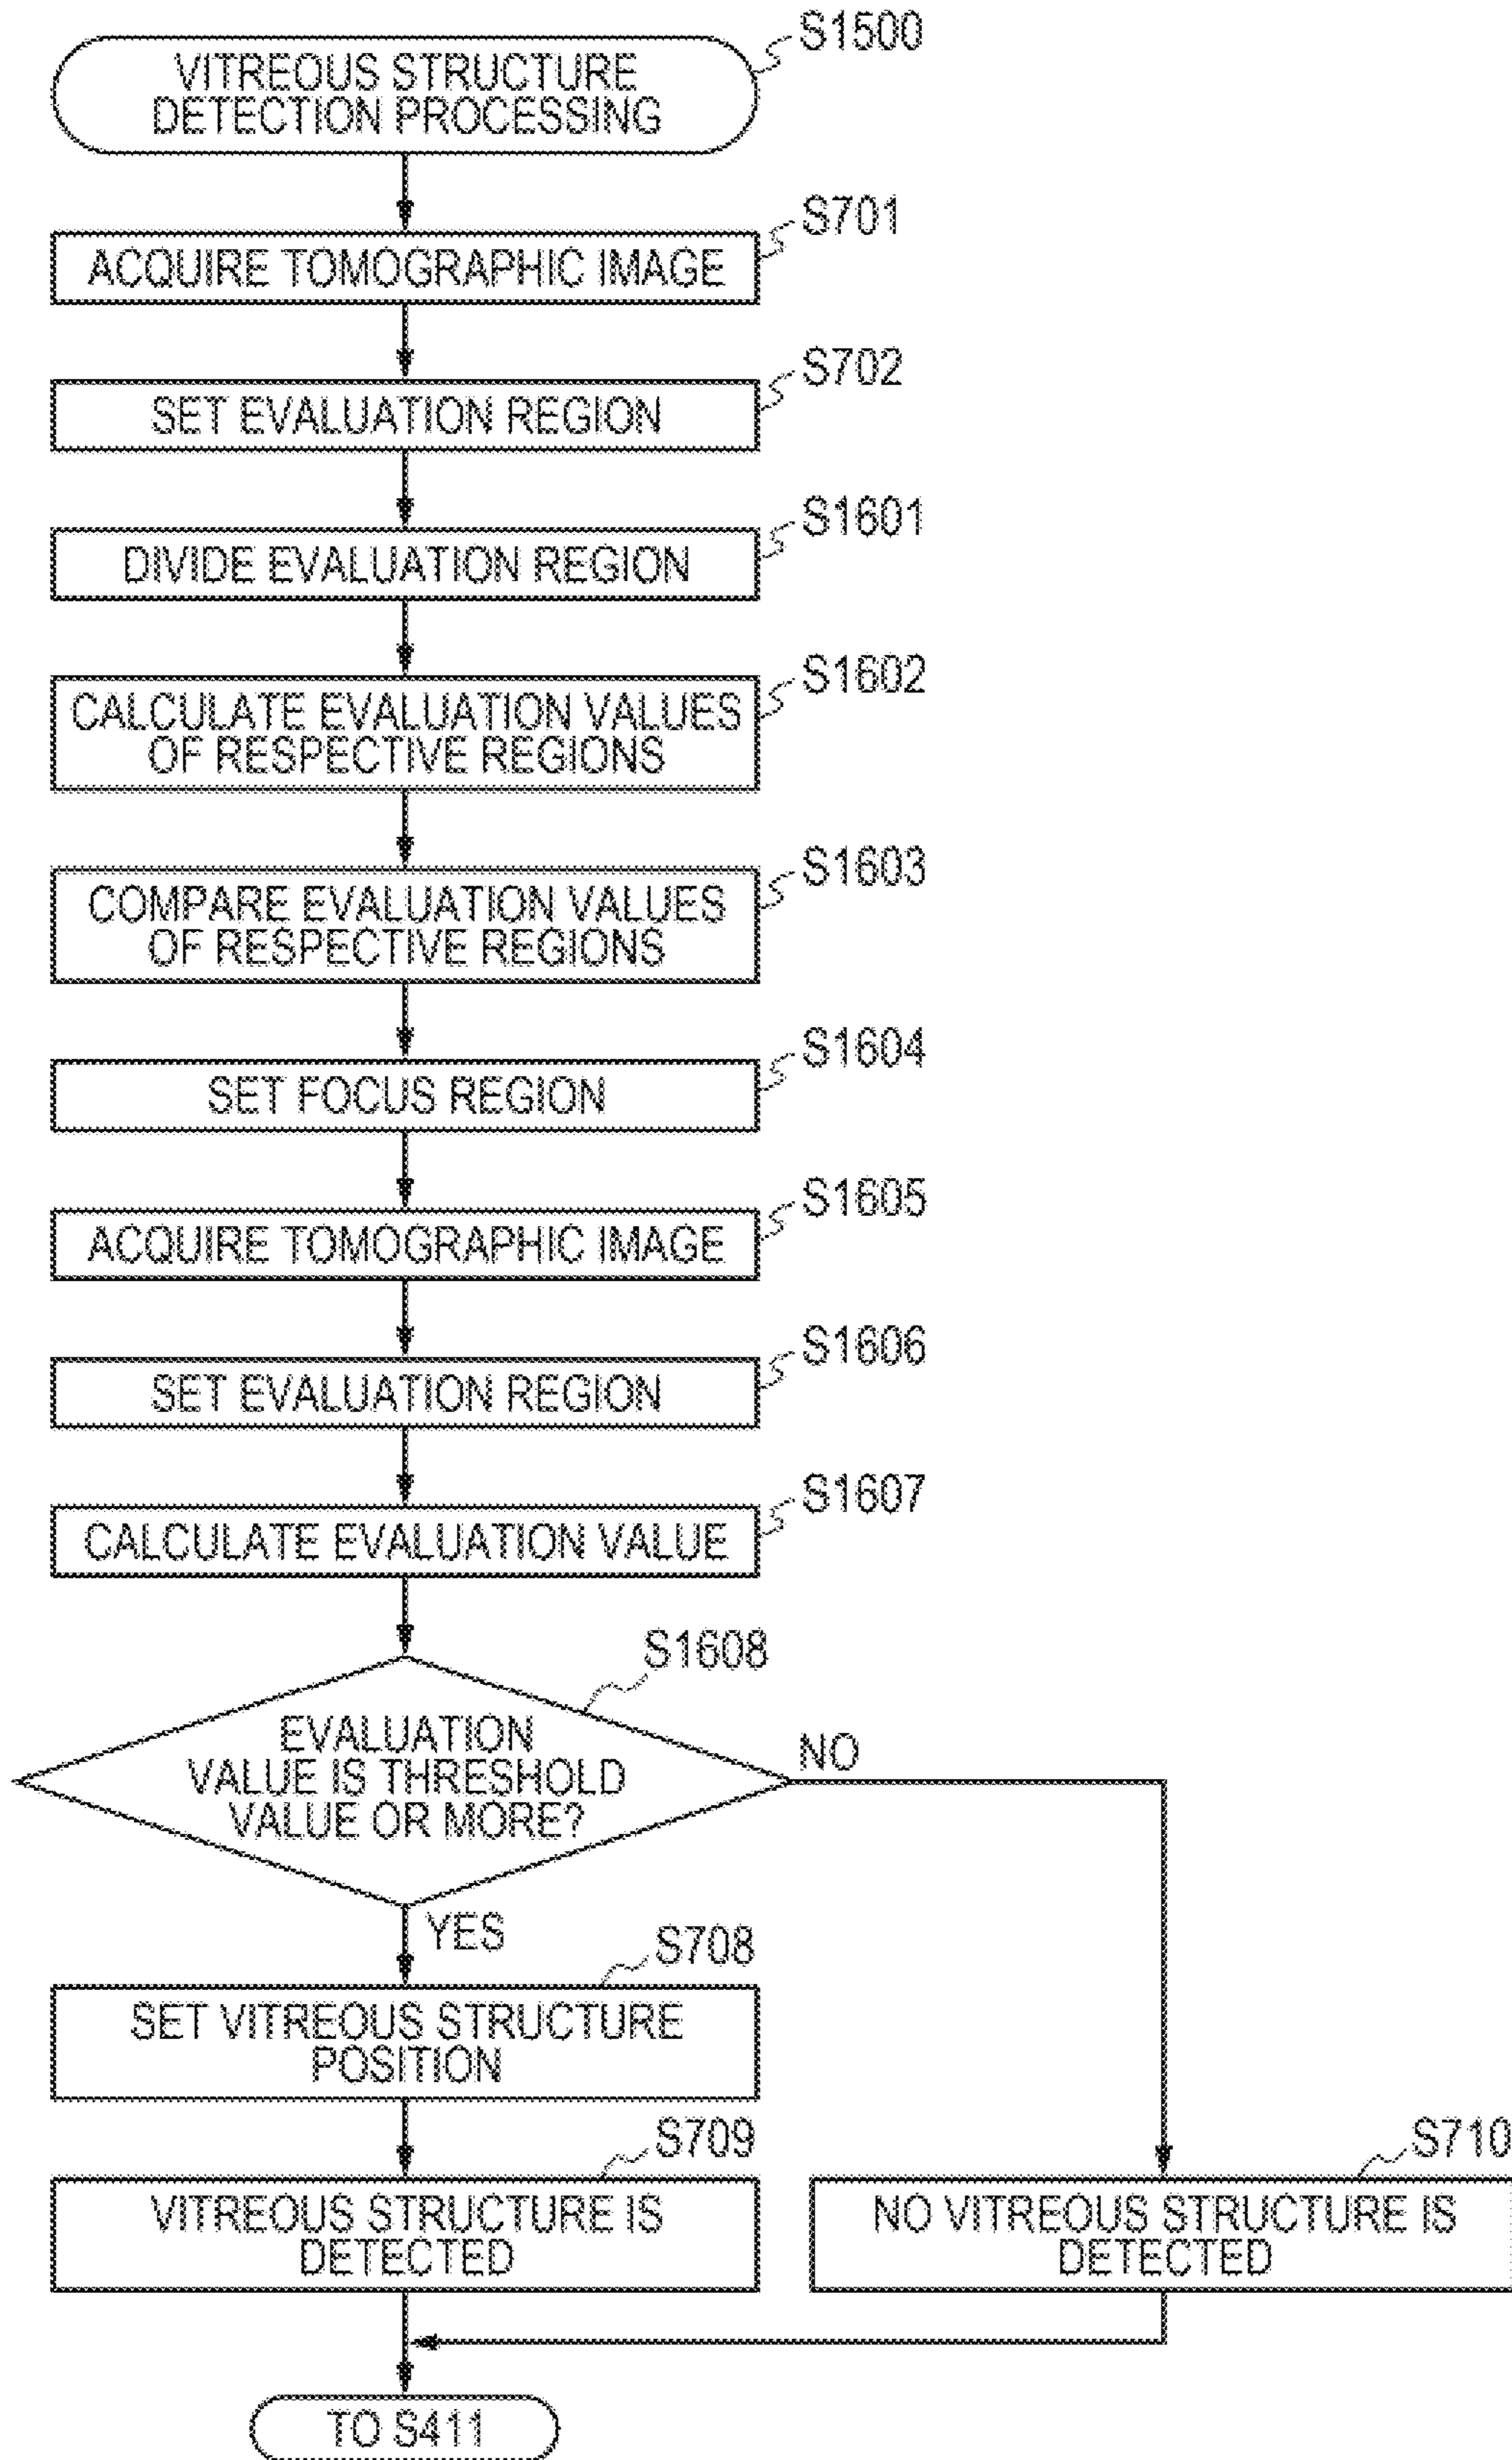 S1500
VITREOUS STRUCTURE
DETECTION PROCESSING
S701
ACQUIRE TOMOGRAPHIC IMAGE
S702
SET EVALUATION REGION
S1601
DIVIDE EVALUATION REGION
S1602
CALCULATE EVALUATION VALUES
OF RESPECTIVE REGIONS
S1603
COMPARE EVALUATION VALUES
OF RESPECTIVE REGIONS
S1604
SET FOCUS REGION
S1605
ACQUIRE TOMOGRAPHIC IMAGE
S1606
SET EVALUATION REGION
S1607
CALCULATE EVALUATION VALUE
S1608
EVALUATION
VALUE IS THRESHOLD
VALUE OR MORE?
NO
YES
S708
SET VITREOUS STRUCTURE
POSITION
S709
VITREOUS STRUCTURE IS
DETECTED
S710
NO VITREOUS STRUCTURE IS
DETECTED
TO S411